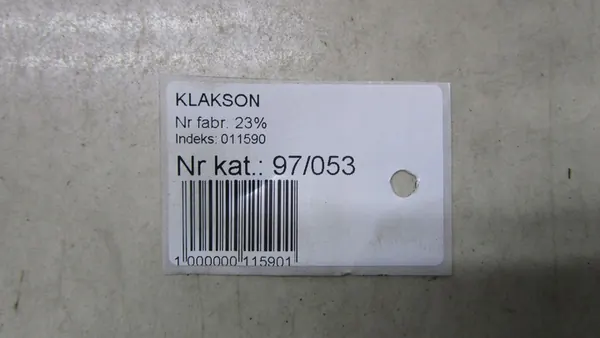 KLAKSON
Nr fabr. 23%
Indeks: 011590
Nr kat.: 97/053
1 000000 115901